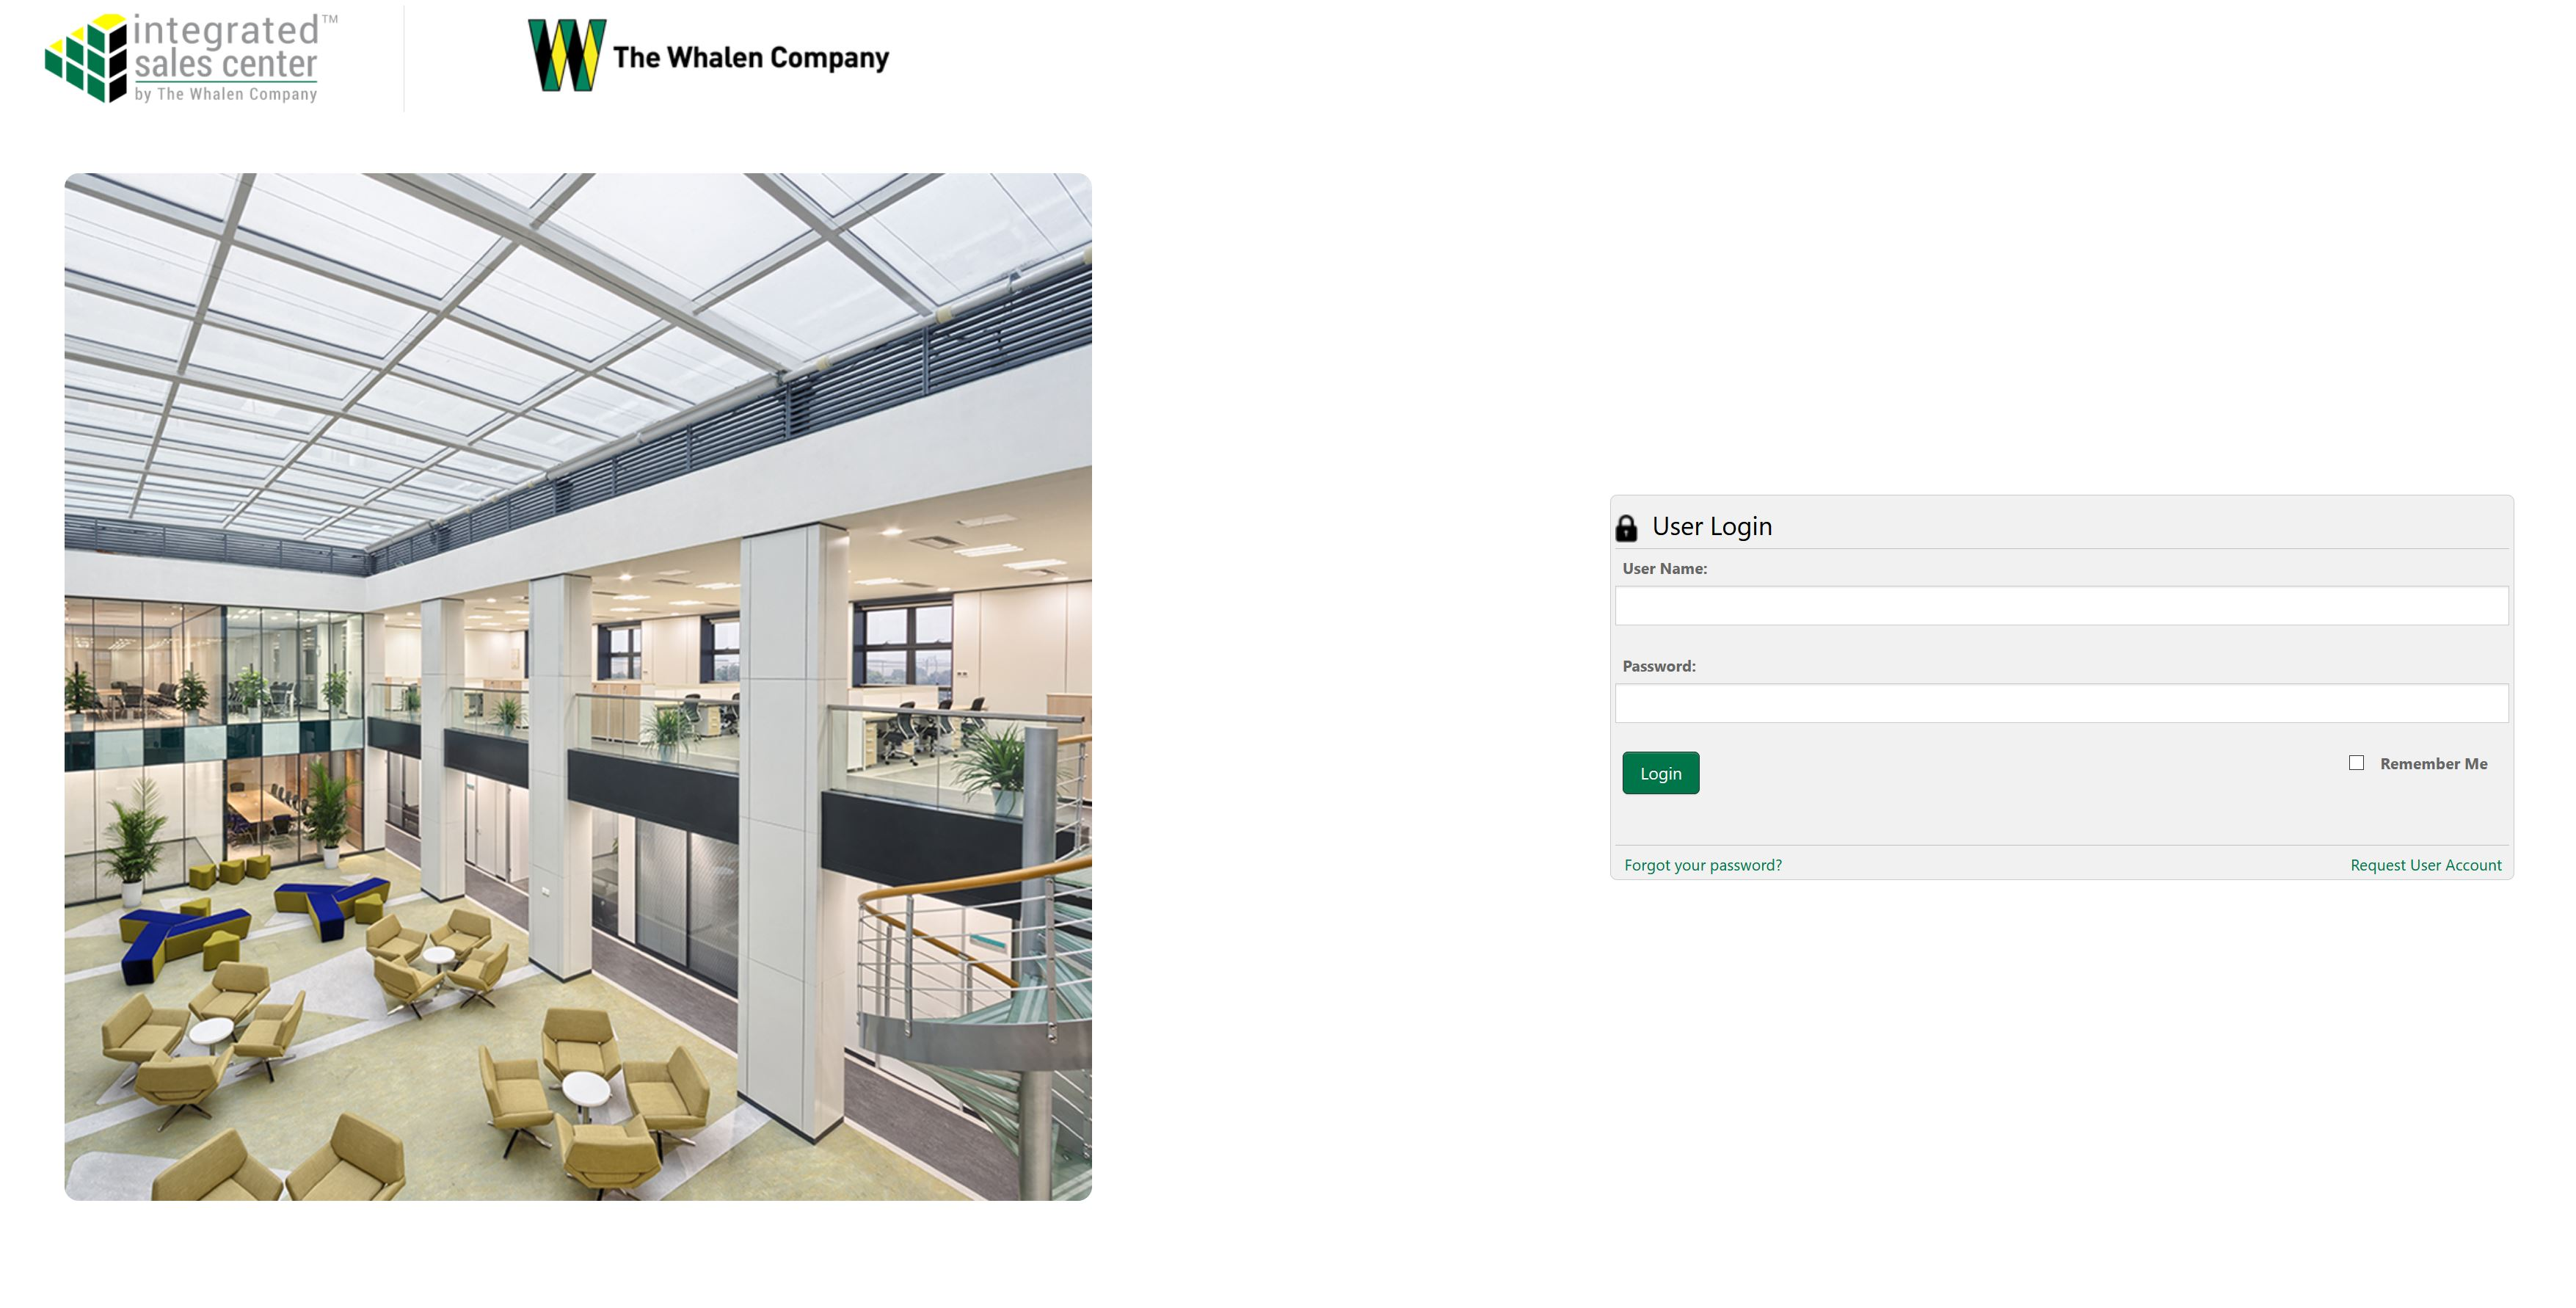 integrated™
sales center
by The Whalen Company
The Whalen Company
User Login
User Name:
Password:
Login
Remember Me
Forgot your password?
Request User Account